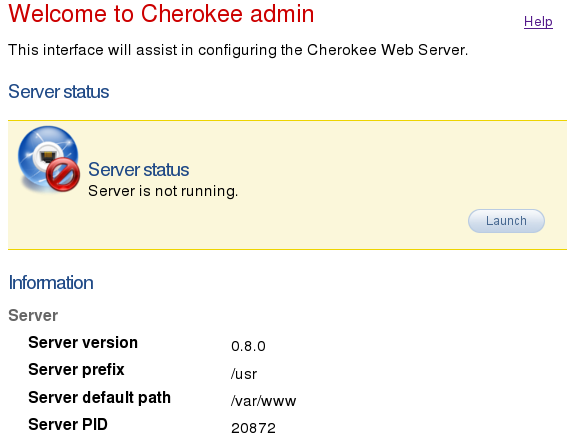 Welcome to Cherokee admin
Help
This interface will assist in configuring the Cherokee Web Server.
Server status
Server status
Server is not running.
Launch
Information
Server
Server version 0.8.0
Server prefix /usr
Server default path /var/www
Server PID 20872